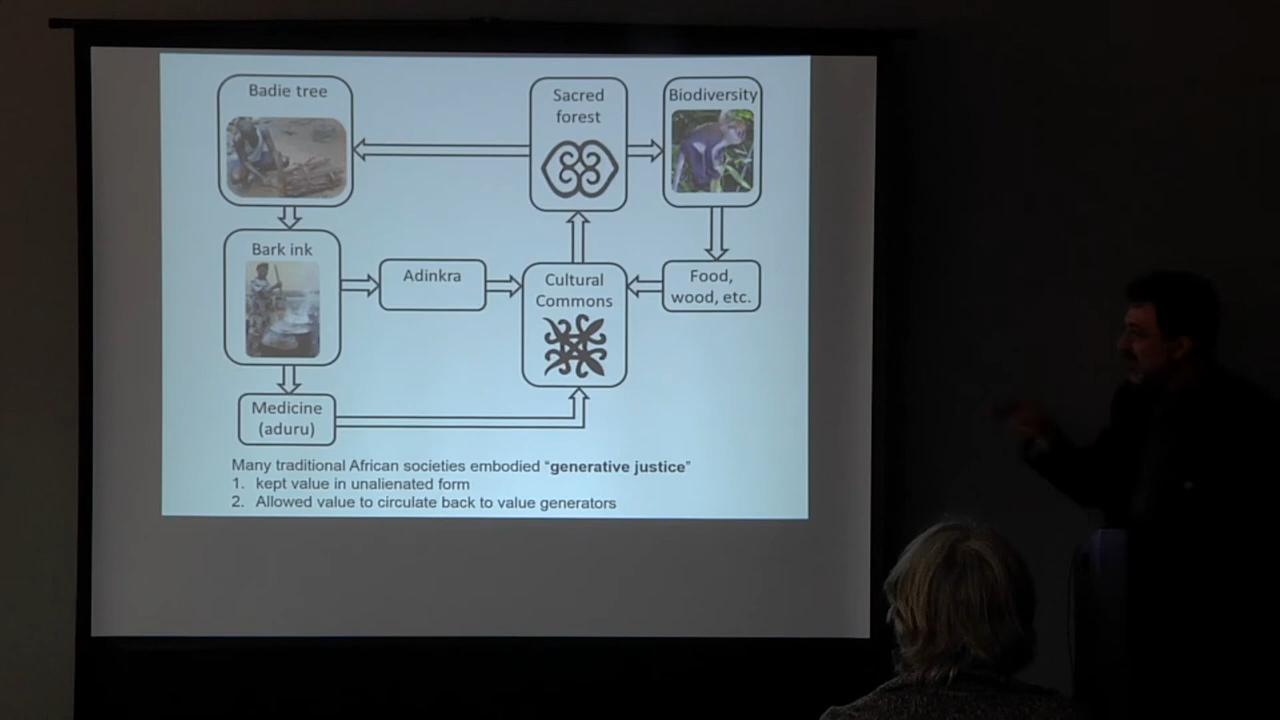 Badie tree
Sacred
forest
Biodiversity
Bark ink
Adinkra
Cultural
Commons
Food,
wood, etc.
Medicine
(aduru)
Many traditional African societies embodied “generative justice”
1. kept value in unalienated form
2. Allowed value to circulate back to value generators